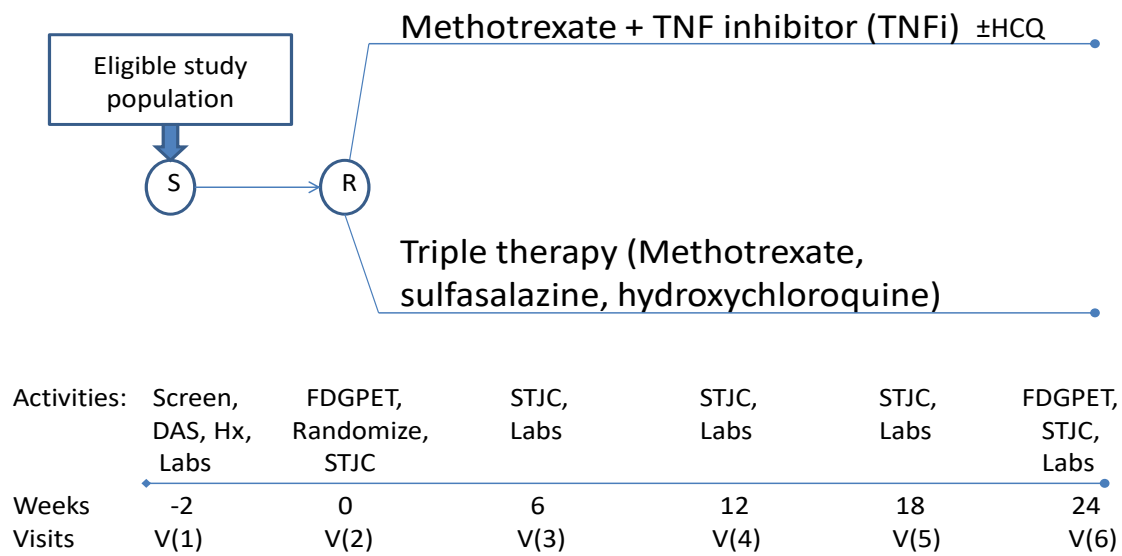 Methotrexate + TNF inhibitor (TNFi) ±HCQ
Eligible study
population
S
R
Triple therapy (Methotrexate,
sulfasalazine, hydroxychloroquine)
Activities: Screen, FDGPET, STJC, STJC, STJC, FDGPET,
DAS, Hx, Randomize, Labs Labs Labs STJC,
Labs STJC Labs
Weeks -2 0 6 12 18 24
Visits V(1) V(2) V(3) V(4) V(5) V(6)